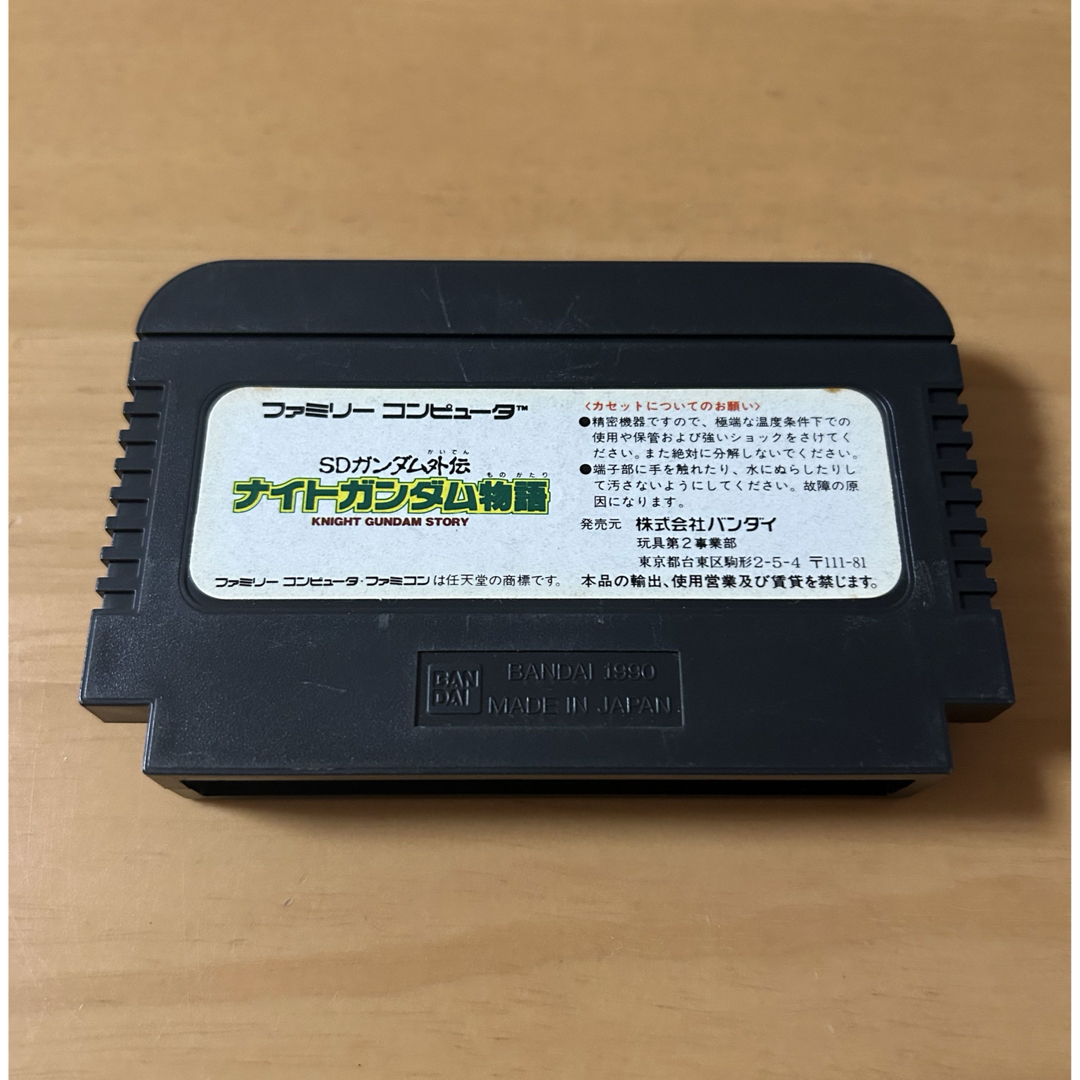 ファミリー コンピュータ™
SDガンダム外伝
がいでん
ナイトガンダム物語
ものがたり
KNIGHT GUNDAM STORY
ファミリー コンピュータ・ファミコンは任天堂の商標です。
〈カセットについてのお願い〉
●精密機器ですので、極端な温度条件下での
使用や保管および強いショックをさけてく
ださい。また絶対に分解しないでください。
●端子部に手を触れたり、水にぬらしたりし
て汚さないようにしてください。故障の原
因になります。
発売元 株式会社バンダイ
玩具第2事業部
東京都台東区駒形2-5-4 〒111-81
本品の輸出、使用営業及び賃貸を禁じます。
BAN
DAI
BANDAI 1990
MADE IN JAPAN